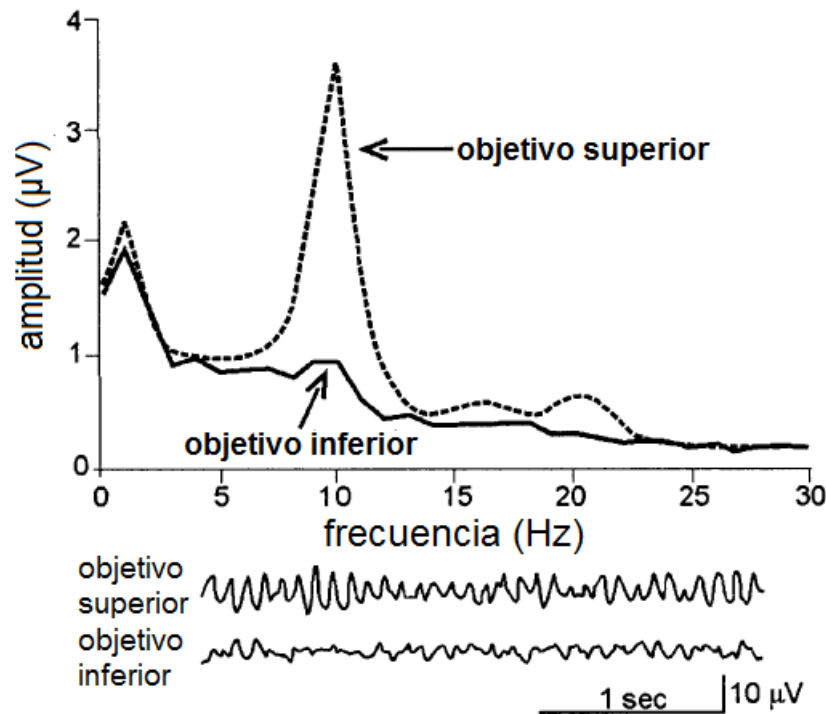 amplitud (µV)
4
3
2
1
0
objetivo superior
objetivo inferior
0 5 10 15 20 25 30
frecuencia (Hz)
objetivo
superior
objetivo
inferior
1 sec
10 µV